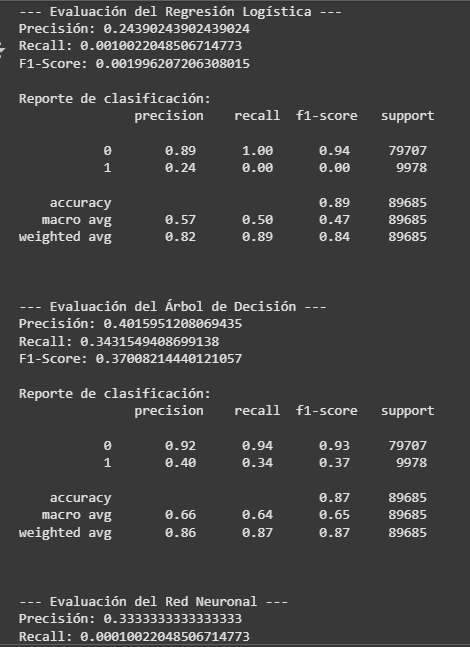 --- Evaluación del Regresión Logística ---
Precisión: 0.24390243902439024
Recall: 0.0010022048506714773
F1-Score: 0.001996207206308015
Reporte de clasificación:
precision recall f1-score support
0 0.89 1.00 0.94 79707
1 0.24 0.00 0.00 9978
accuracy 0.89 89685
macro avg 0.57 0.50 0.47 89685
weighted avg 0.82 0.89 0.84 89685
--- Evaluación del Árbol de Decisión ---
Precisión: 0.4015951208069435
Recall: 0.3431549408699138
F1-Score: 0.37008214440121057
Reporte de clasificación:
precision recall f1-score support
0 0.92 0.94 0.93 79707
1 0.40 0.34 0.37 9978
accuracy 0.87 89685
macro avg 0.66 0.64 0.65 89685
weighted avg 0.86 0.87 0.87 89685
--- Evaluación del Red Neuronal ---
Precisión: 0.3333333333333333
Recall: 0.00010022048506714773